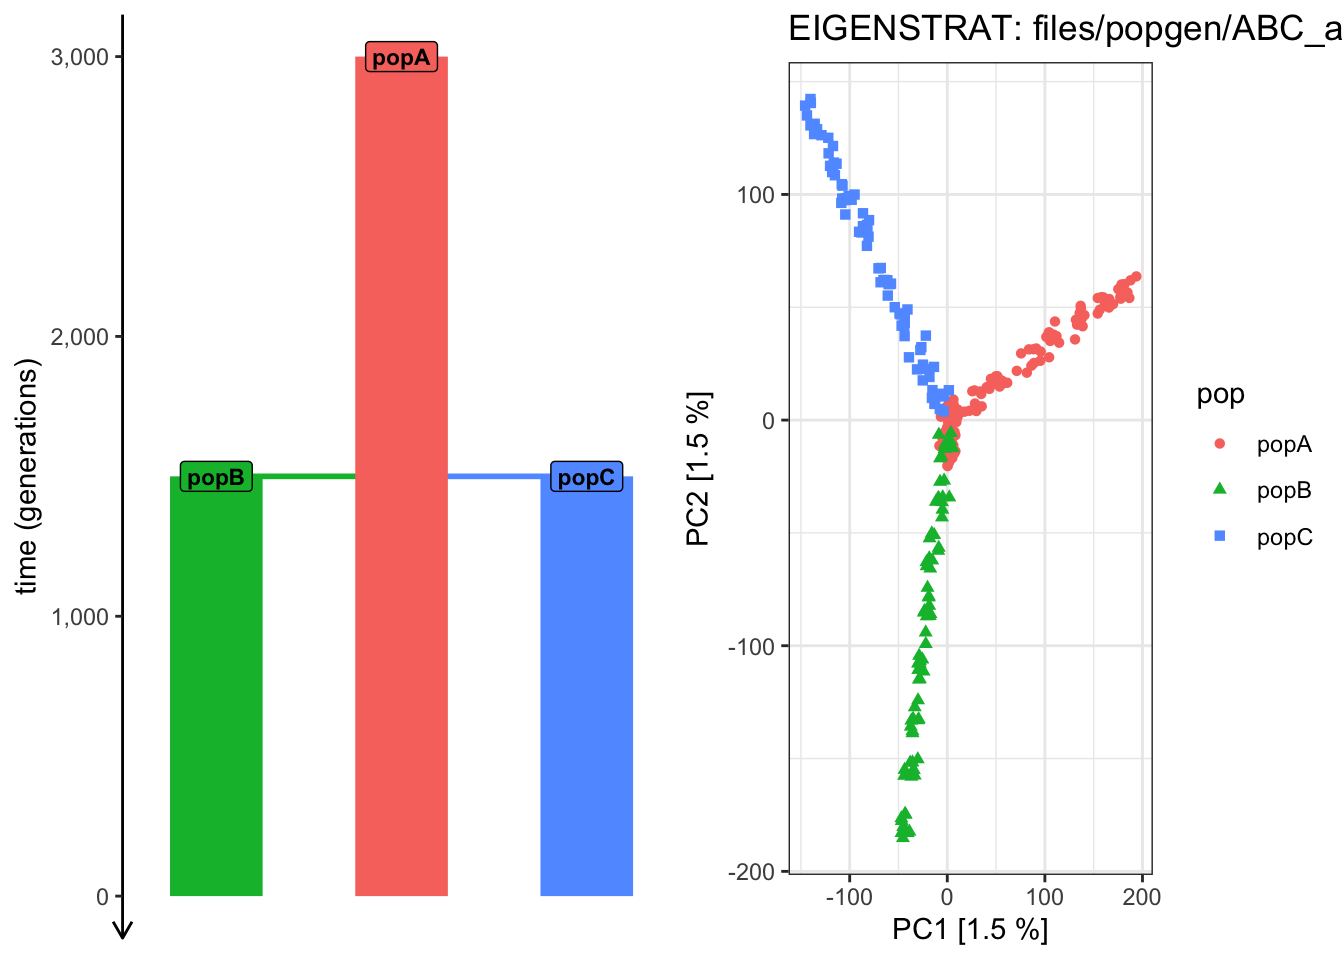 time (generations)
3,000
2,000
1,000
0
popA
popB
popC
EIGENSTRAT: files/popgen/ABC_a
PC2 [1.5 %]
100
0
-100
-200
-100
0
100
200
PC1 [1.5 %]
pop
popA
popB
popC